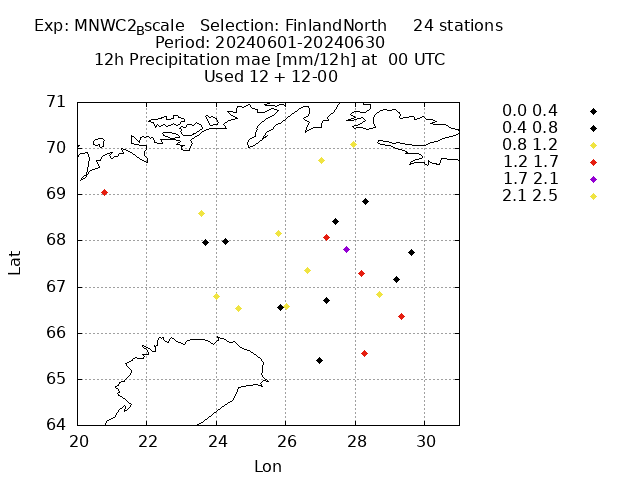 Exp: MNWC2_Bscale Selection: FinlandNorth 24 stations
Period: 20240601-20240630
12h Precipitation mae [mm/12h] at 00 UTC
Used 12 + 12-00
71
70
69
68
67
66
65
64
20 22 24 26 28 30
Lat
Lon
0.0 0.4
0.4 0.8
0.8 1.2
1.2 1.7
1.7 2.1
2.1 2.5